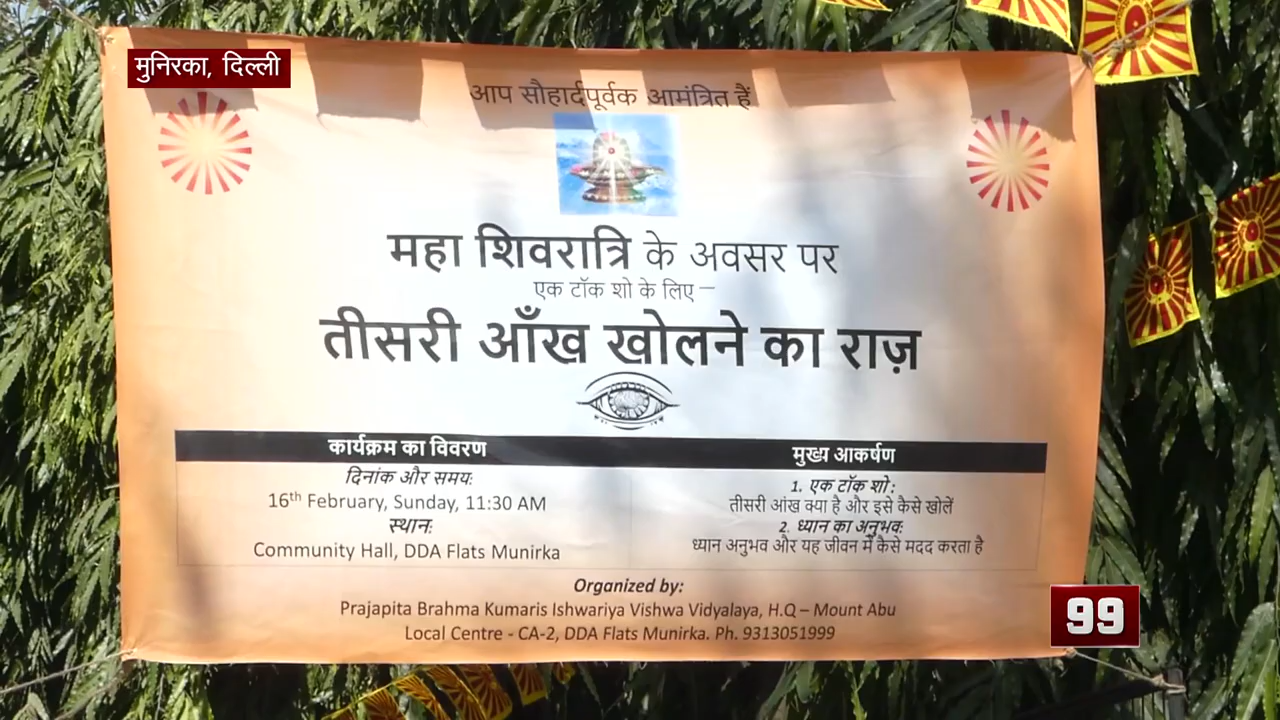 मुनिरका, दिल्ली
आप सौहार्दपूर्वक आमंत्रित हैं
महा शिवरात्रि के अवसर पर
एक टॉक शो के लिए –
तीसरी आँख खोलने का राज़
कार्यक्रम का विवरण
दिनांक और समय:
16th February, Sunday, 11:30 AM
स्थान:
Community Hall, DDA Flats Munirka
मुख्य आकर्षण
1. एक टॉक शो :
तीसरी आंख क्या है और इसे कैसे खोलें
2. ध्यान का अनुभव:
ध्यान अनुभव और यह जीवन में कैसे मदद करता है
Organized by:
Prajapita Brahma Kumaris Ishwariya Vishwa Vidyalaya, H.Q – Mount Abu
Local Centre - CA-2, DDA Flats Munirka. Ph. 9313051999
99